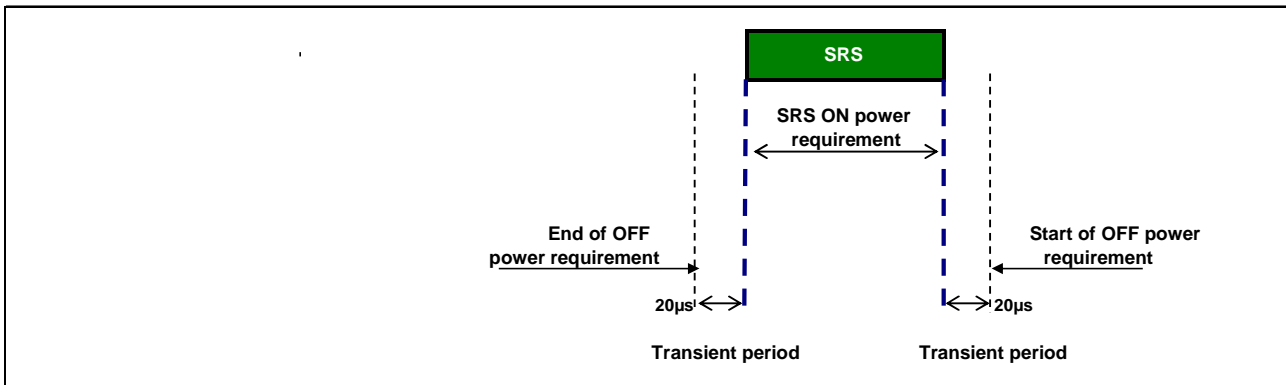 SRS
SRS ON power
requirement
End of OFF
power requirement
Start of OFF power
requirement
20µs
20µs
Transient period
Transient period